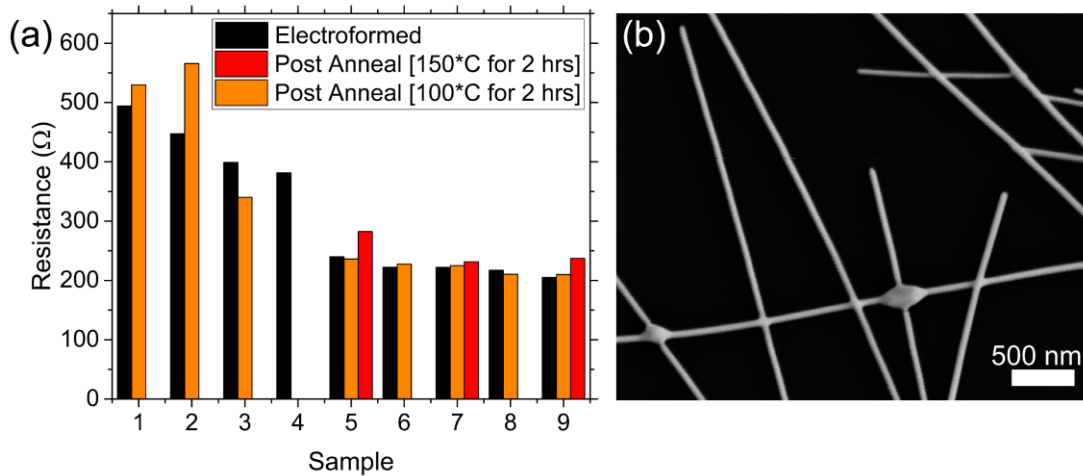 (a)
Electroformed
Post Anneal [150*C for 2 hrs]
Post Anneal [100*C for 2 hrs]
Resistance (Ω)
600
500
400
300
200
100
0
1 2 3 4 5 6 7 8 9
Sample
(b)
500 nm